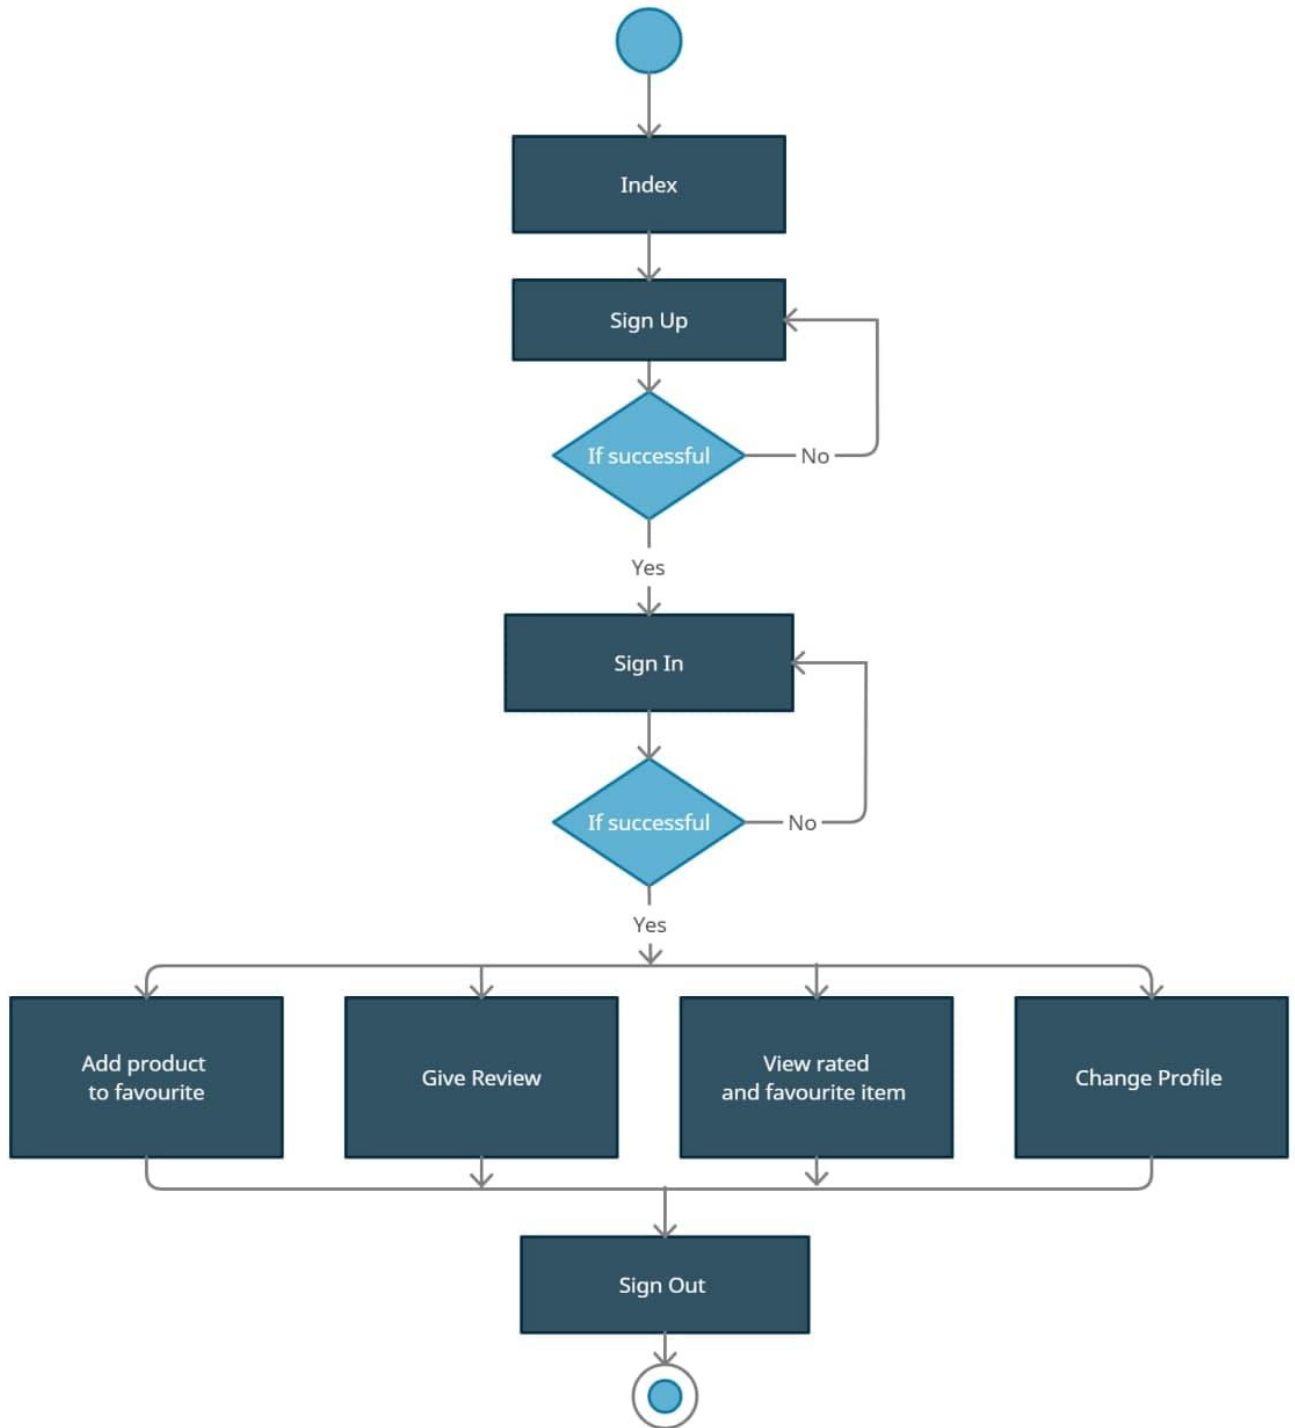 Index
Sign Up
If successful
No
Yes
Sign In
If successful
No
Yes
Add product
to favourite
Give Review
View rated
and favourite item
Change Profile
Sign Out